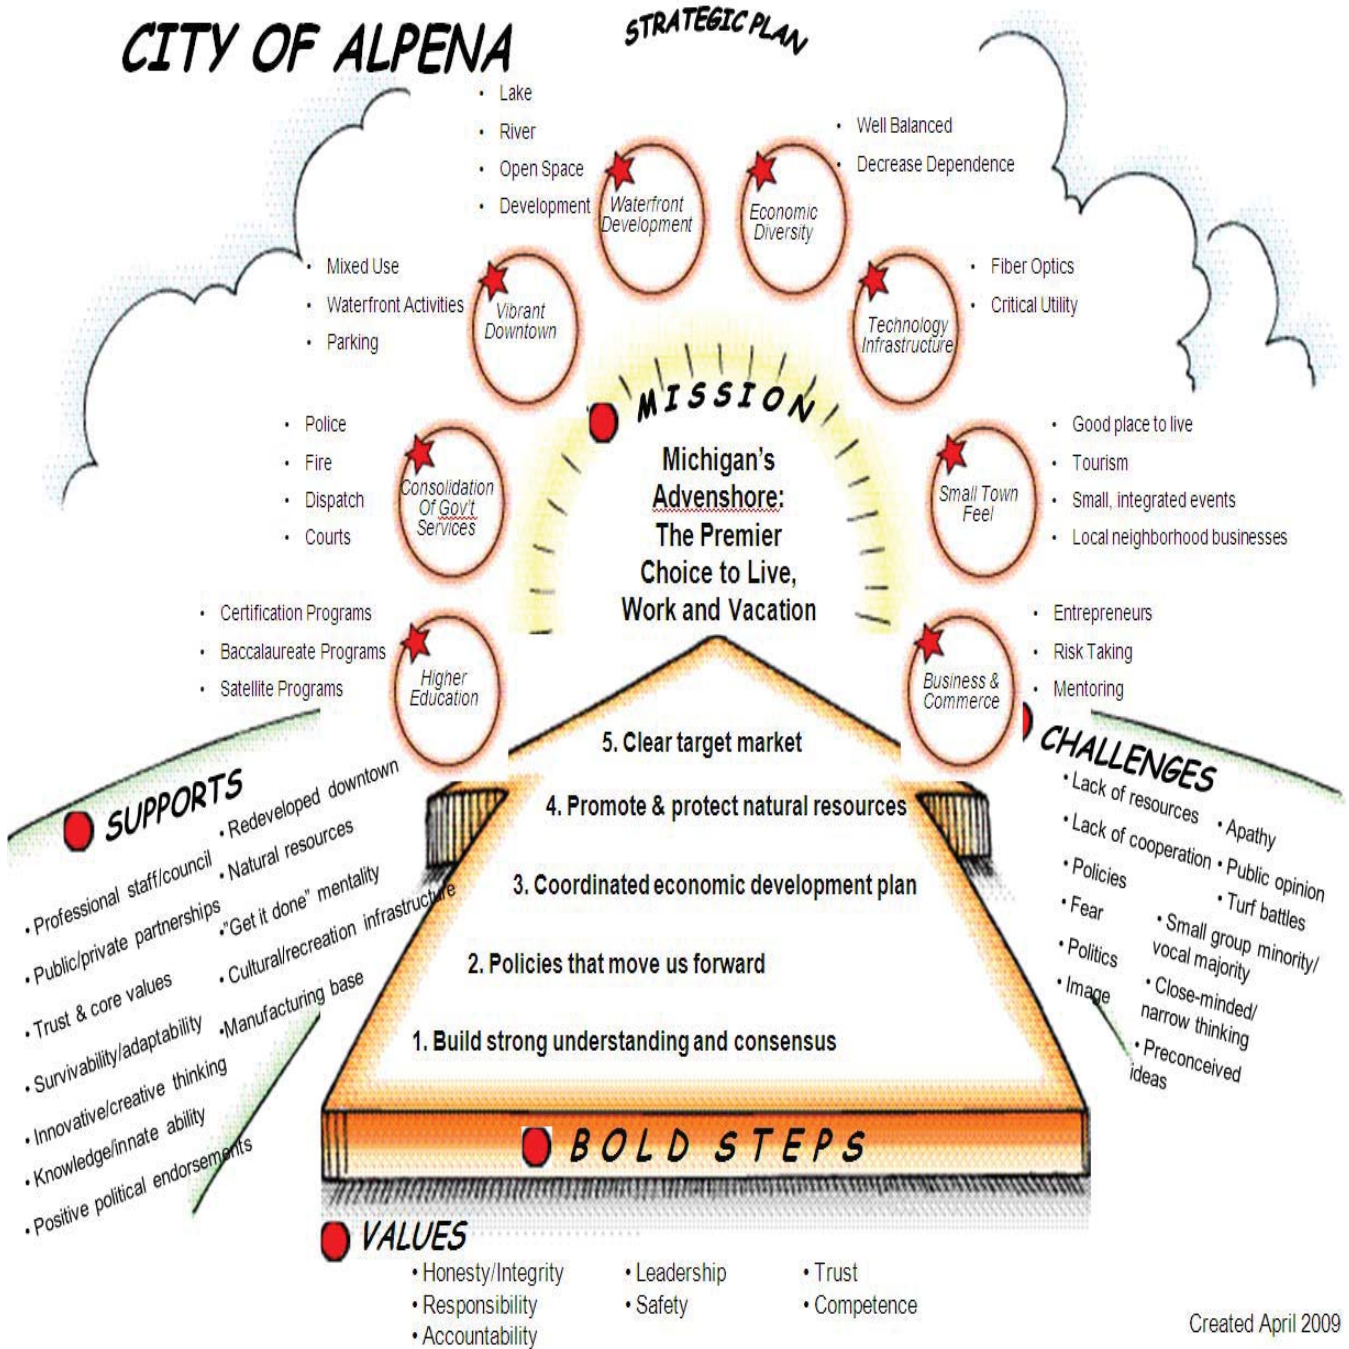 CITY OF ALPENA
STRATEGIC PLAN
• Lake
• River
• Open Space
• Development
Waterfront
Development
• Well Balanced
• Decrease Dependence
Economic
Diversity
• Mixed Use
• Waterfront Activities
• Parking
Vibrant
Downtown
• Fiber Optics
• Critical Utility
Technology
Infrastructure
MISSION
Michigan's
Advenshore:
The Premier
Choice to Live,
Work and Vacation
• Police
• Fire
• Dispatch
• Courts
Consolidation
Of Gov't
Services
• Good place to live
• Tourism
• Small, integrated events
• Local neighborhood businesses
Small Town
Feel
• Certification Programs
• Baccalaureate Programs
• Satellite Programs
Higher
Education
• Entrepreneurs
• Risk Taking
• Mentoring
Business &
Commerce
SUPPORTS
• Professional staff/council
• Public/private partnerships
• Trust & core values
• Survivability/adaptability
• Innovative/creative thinking
• Knowledge/innate ability
• Positive political endorsements
• Redeveloped downtown
• Natural resources
•"Get it done" mentality
• Cultural/recreation infrastructure
•Manufacturing base
5. Clear target market
4. Promote & protect natural resources
3. Coordinated economic development plan
2. Policies that move us forward
1. Build strong understanding and consensus
BOLD STEPS
CHALLENGES
• Lack of resources
• Lack of cooperation
• Policies
• Fear
• Politics
• Image
• Apathy
• Public opinion
• Turf battles
• Small group minority/
vocal majority
• Close-minded/
narrow thinking
• Preconceived
ideas
VALUES
• Honesty/Integrity
• Responsibility
• Accountability
• Leadership
• Safety
• Trust
• Competence
Created April 2009